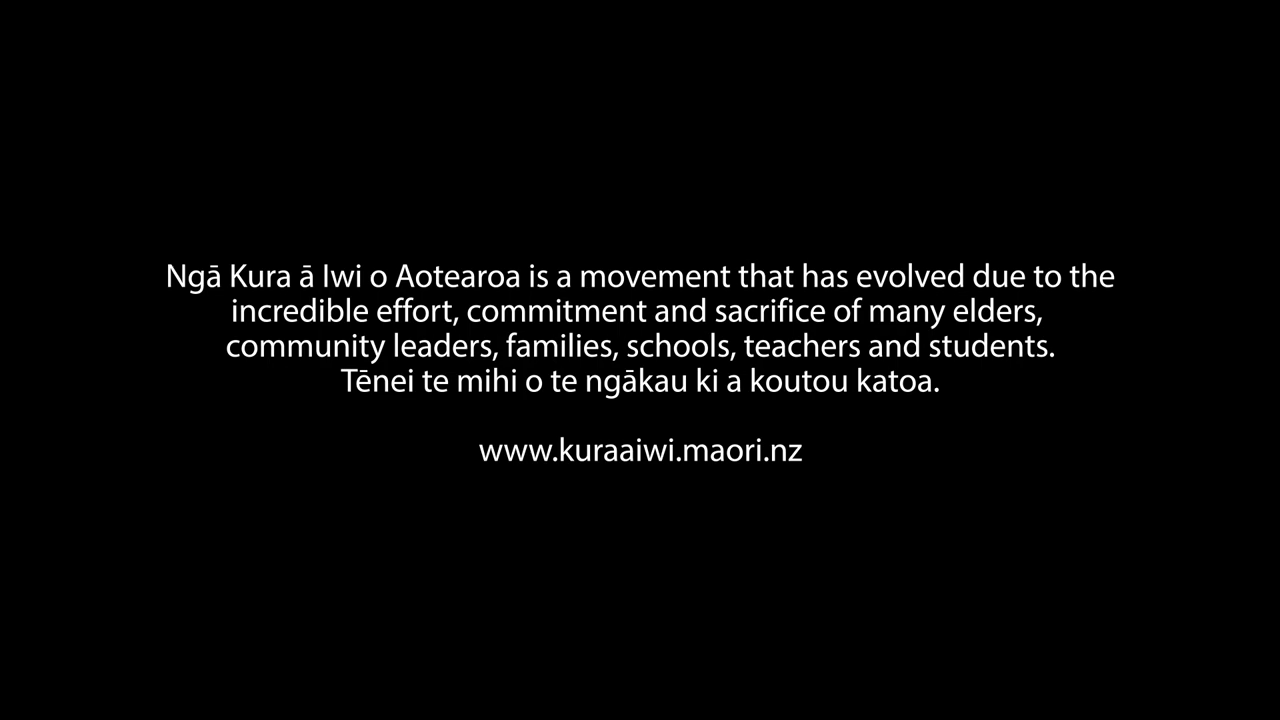 Ngā Kura ā Iwi o Aotearoa is a movement that has evolved due to the
incredible effort, commitment and sacrifice of many elders,
community leaders, families, schools, teachers and students.
Tēnei te mihi o te ngākau ki a koutou katoa.
www.kuraaiwi.maori.nz